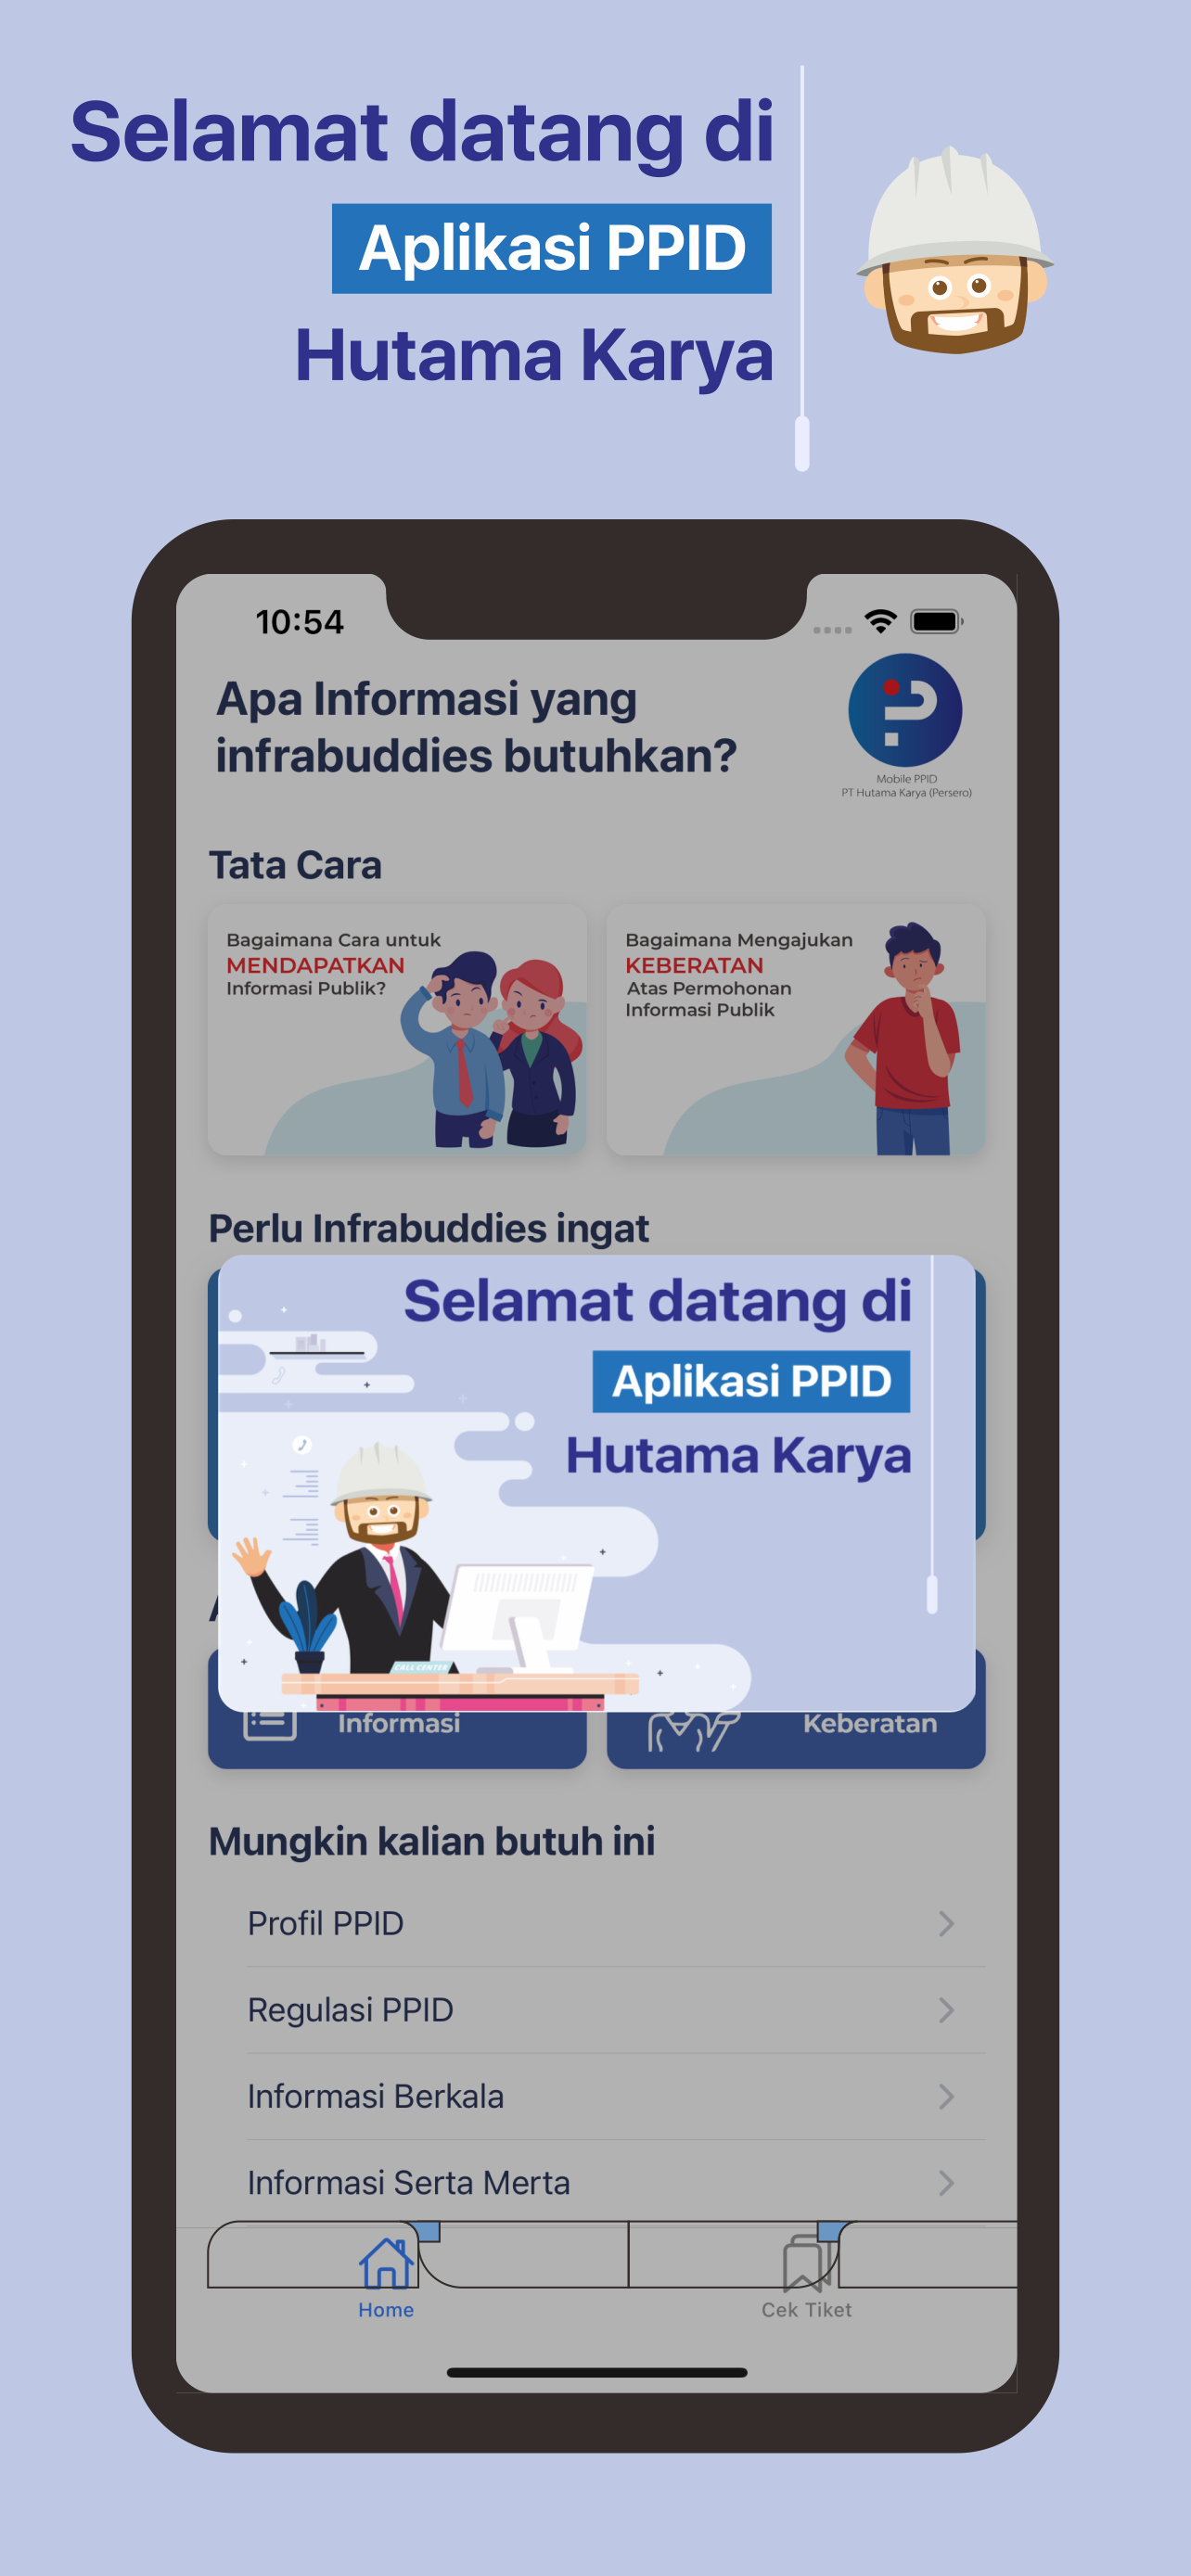 Selamat datang di
Aplikasi PPID
Hutama Karya
10:54
Apa Informasi yang
infrabuddies butuhkan?
Mobile PPID
PT Hutama Karya (Persero)
Tata Cara
Bagaimana Cara untuk
MENDAPATKAN
Informasi Publik?
Bagaimana Mengajukan
KEBERATAN
Atas Permohonan
Informasi Publik
Perlu Infrabuddies ingat
Selamat datang di
Aplikasi PPID
Hutama Karya
CALL CENTER
Informasi
Keberatan
Mungkin kalian butuh ini
Profil PPID
Regulasi PPID
Informasi Berkala
Informasi Serta Merta
Home
Cek Tiket